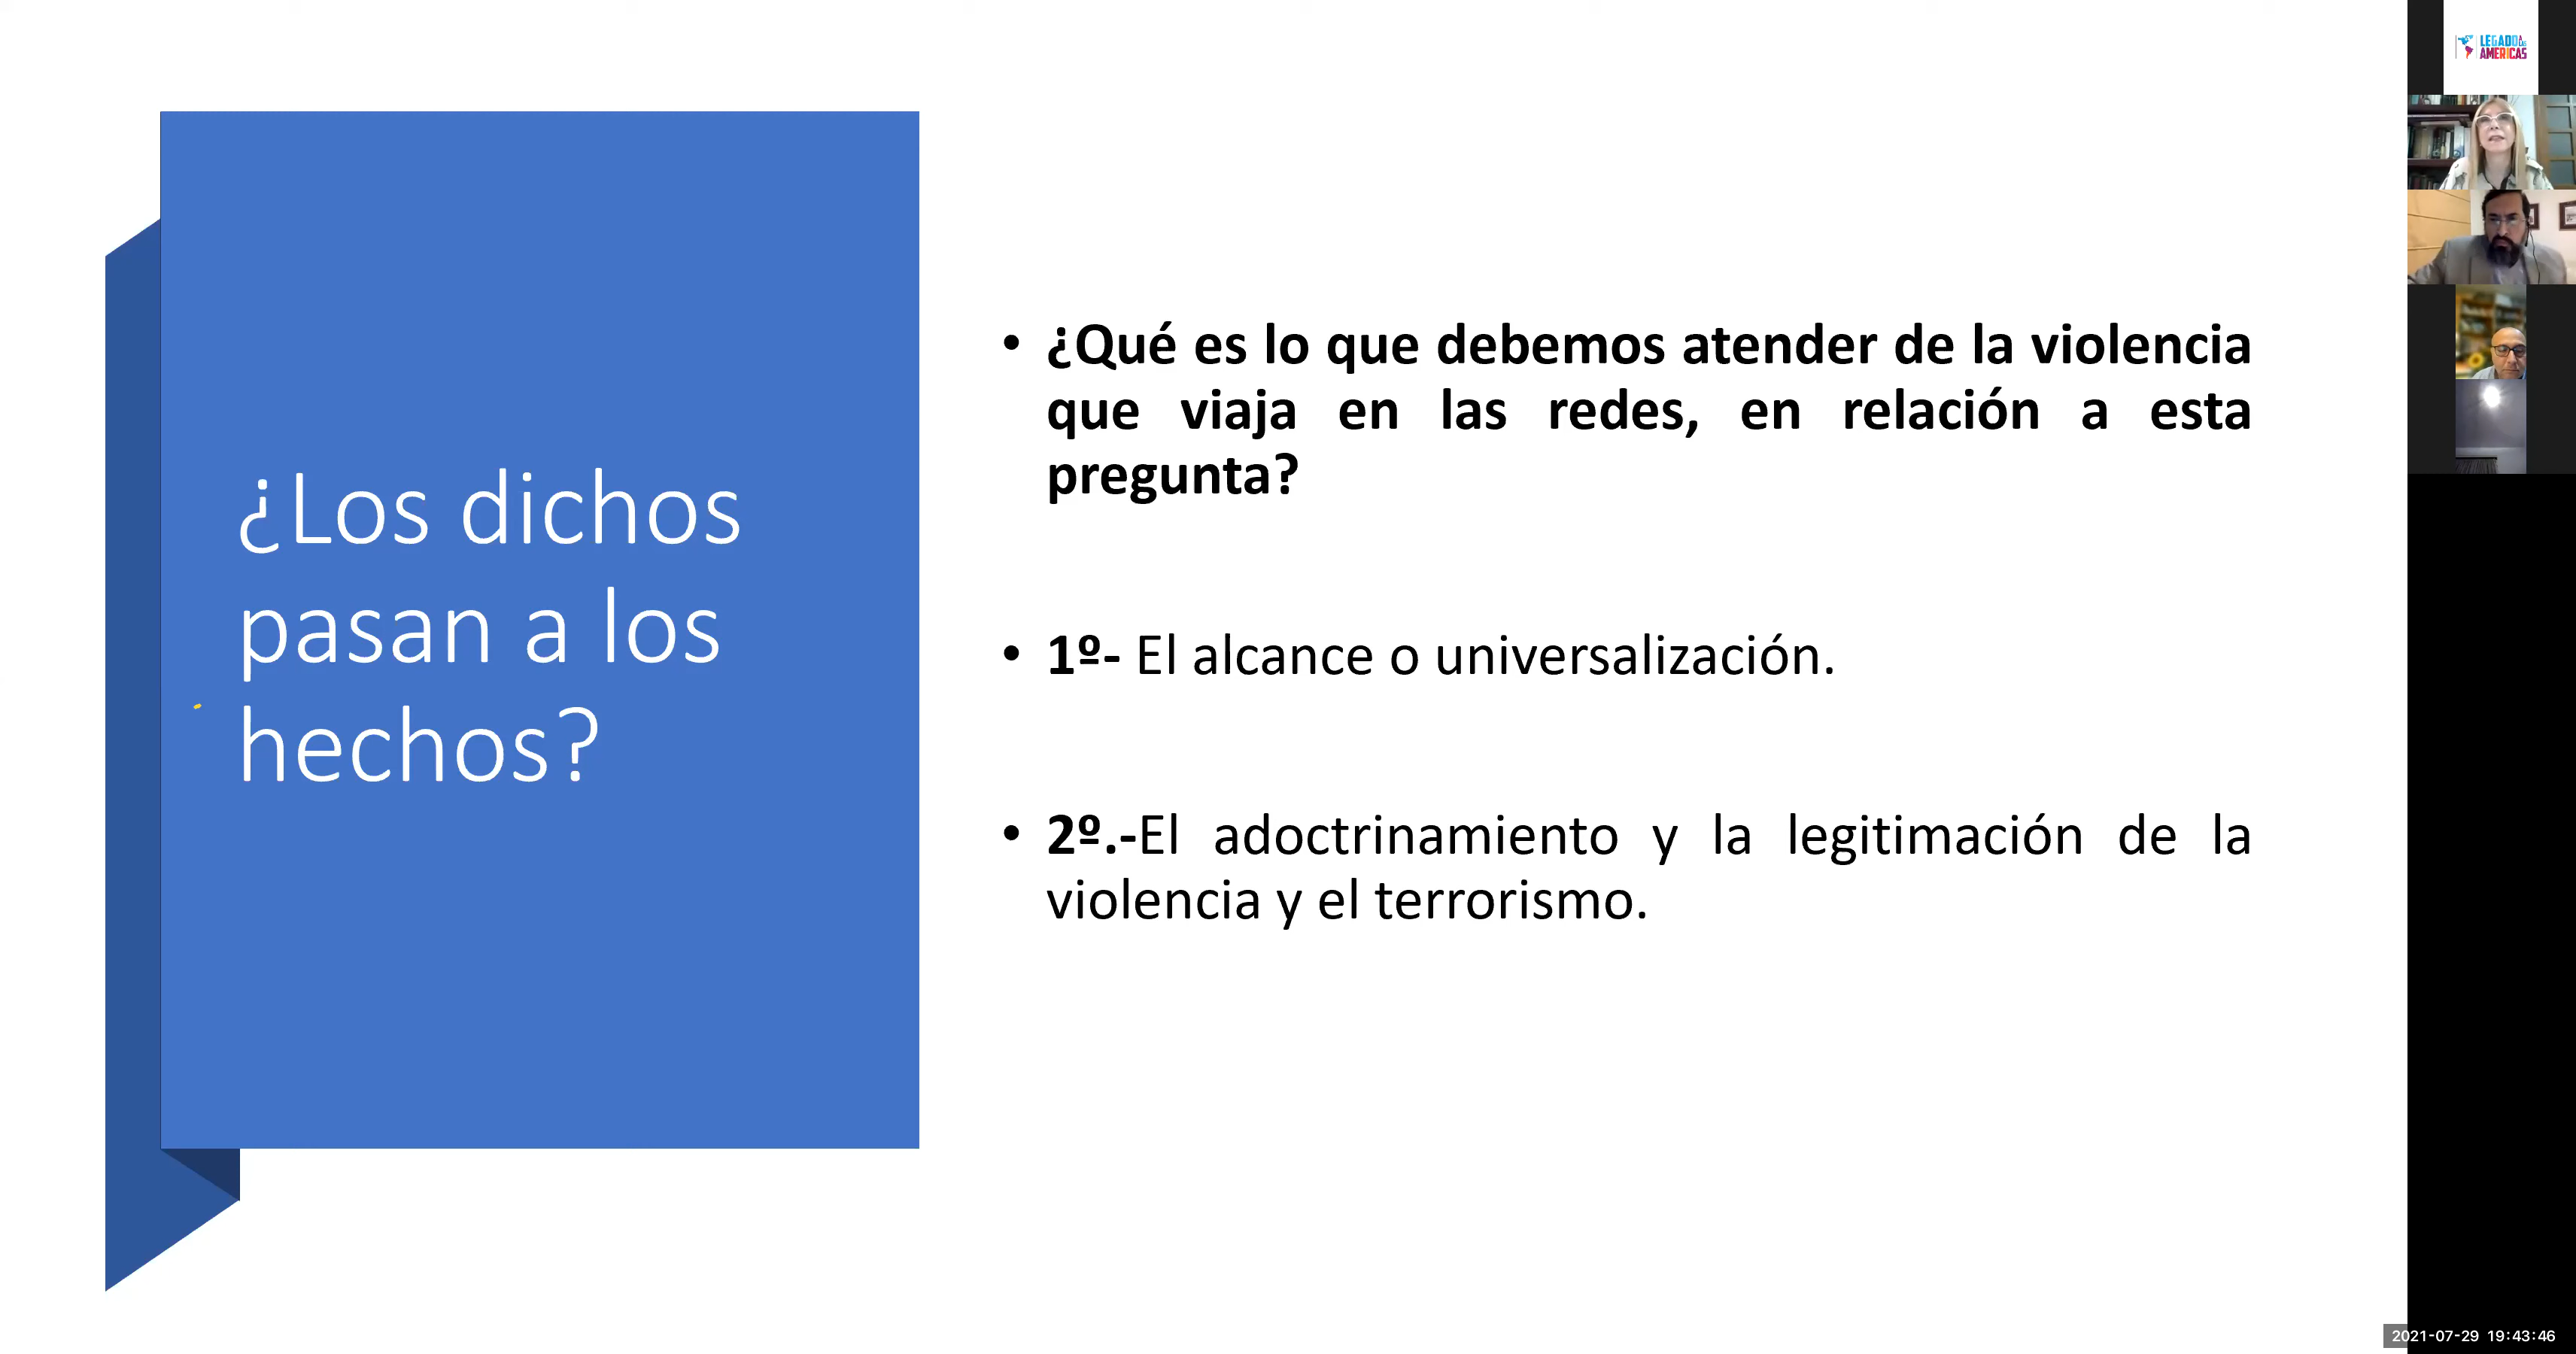 ¿Los dichos
pasan a los
hechos?
• ¿Qué es lo que debemos atender de la violencia
que viaja en las redes, en relación a esta
pregunta?
• 1º- El alcance o universalización.
• 2º.-El adoctrinamiento y la legitimación de la
violencia y el terrorismo.
LEGADO A LAS
AMERICAS
2021-07-29 19:43:46